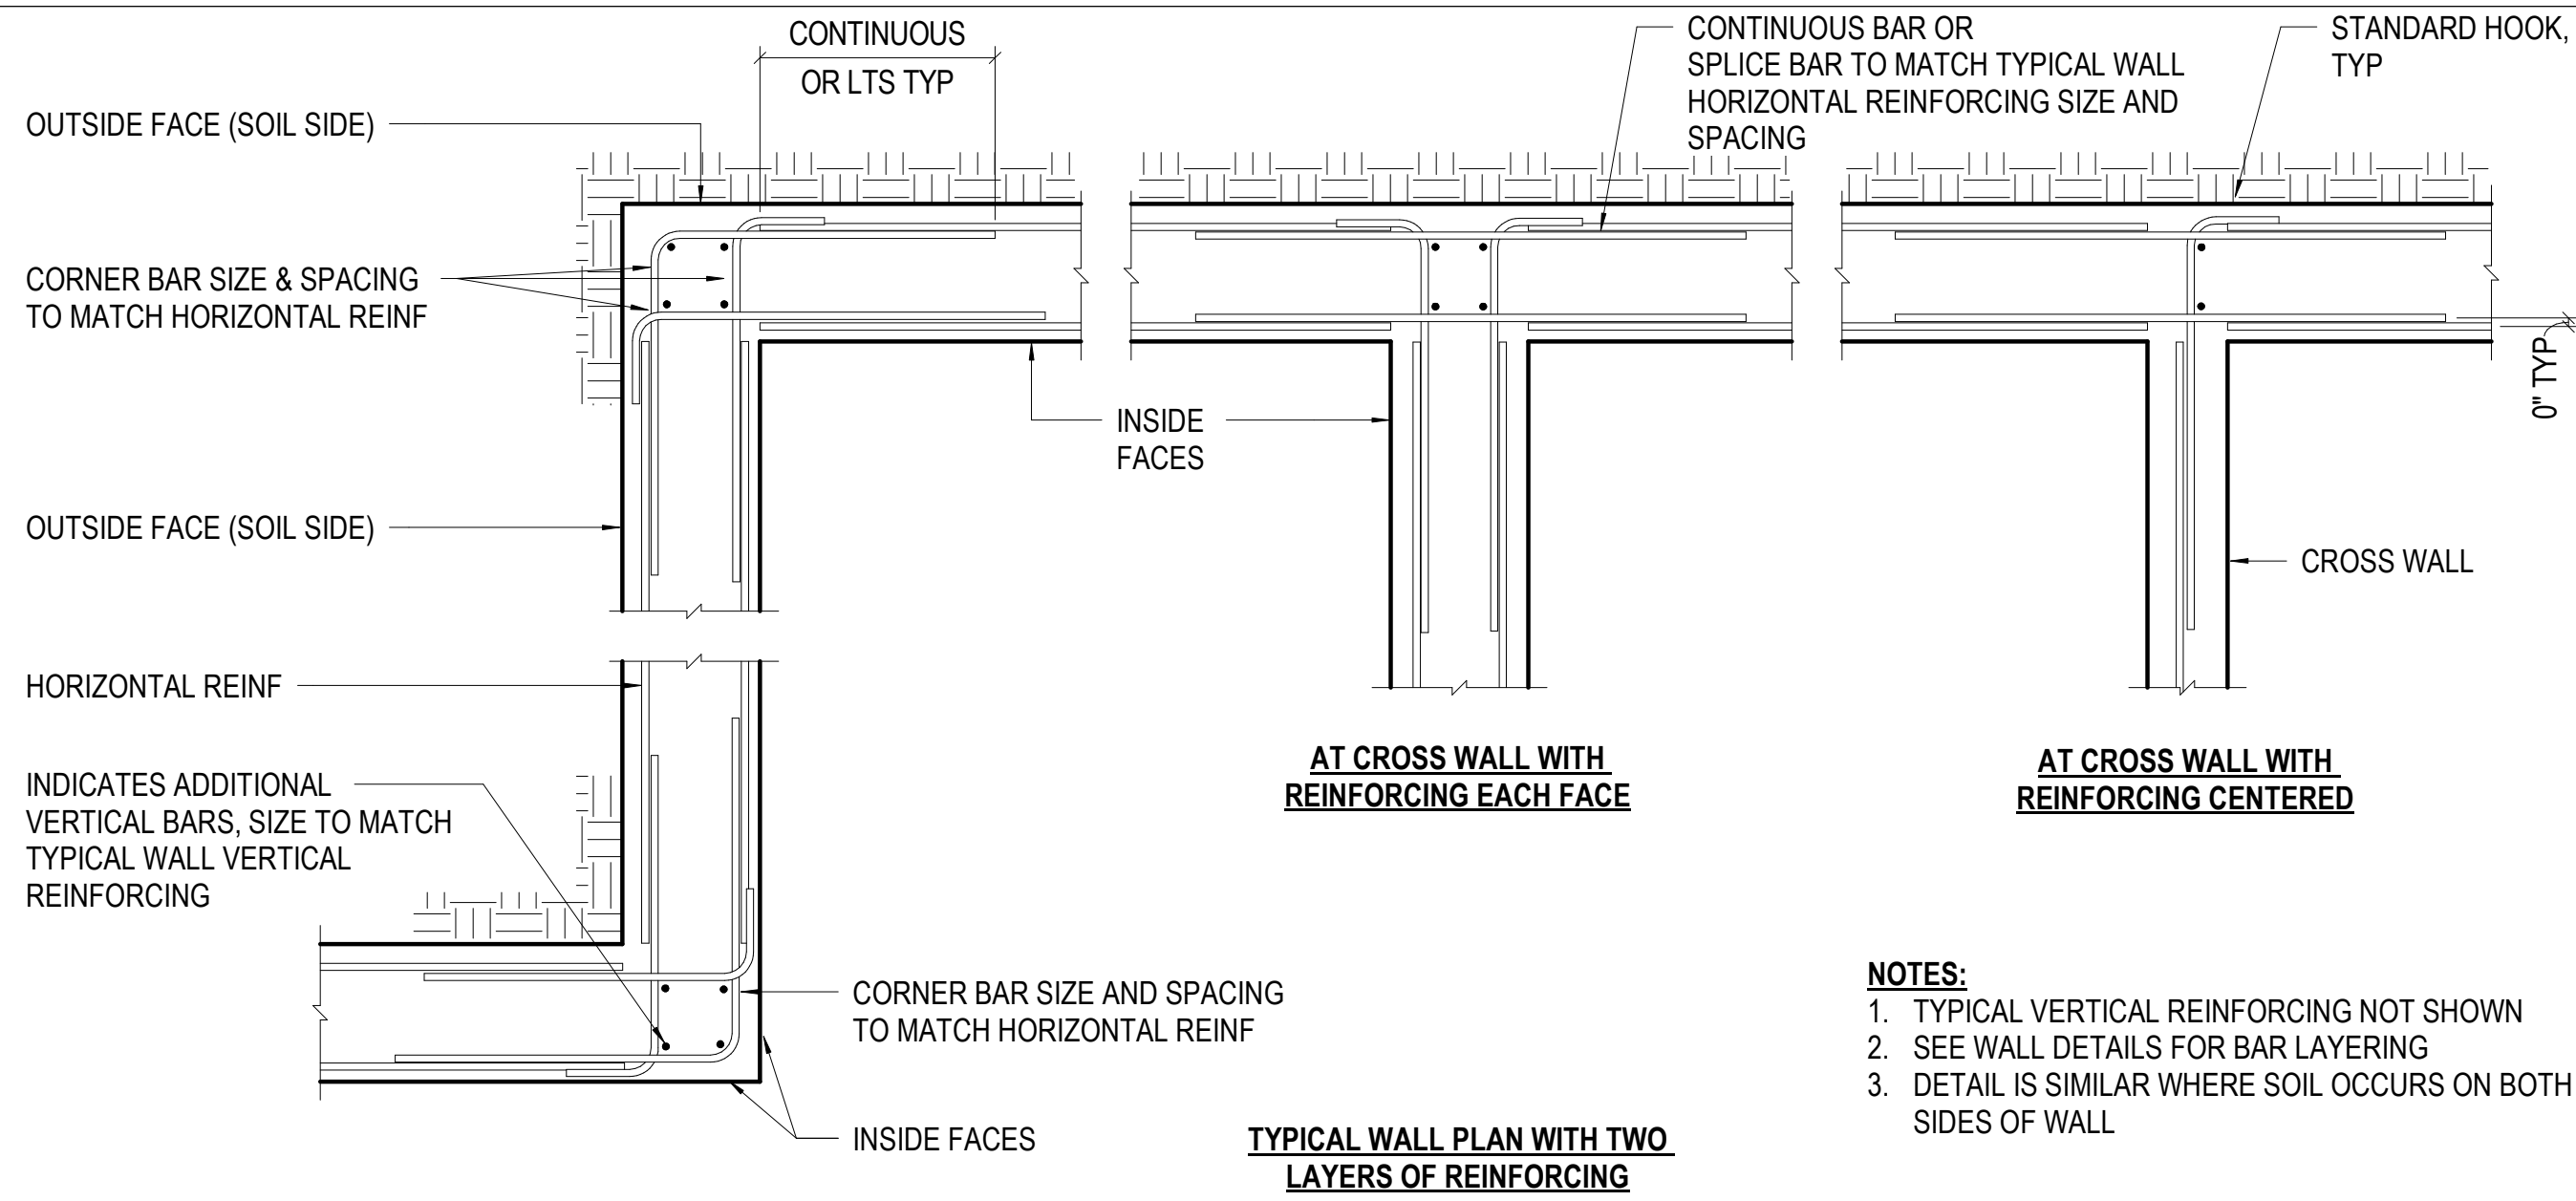 CONTINUOUS
OR LTS TYP
CONTINUOUS BAR OR
SPLICE BAR TO MATCH TYPICAL WALL
HORIZONTAL REINFORCING SIZE AND
SPACING
STANDARD HOOK,
TYP
OUTSIDE FACE (SOIL SIDE)
CORNER BAR SIZE & SPACING
TO MATCH HORIZONTAL REINF
0" TYP
INSIDE
FACES
OUTSIDE FACE (SOIL SIDE)
CROSS WALL
HORIZONTAL REINF
AT CROSS WALL WITH
REINFORCING EACH FACE
AT CROSS WALL WITH
REINFORCING CENTERED
INDICATES ADDITIONAL
VERTICAL BARS, SIZE TO MATCH
TYPICAL WALL VERTICAL
REINFORCING
CORNER BAR SIZE AND SPACING
TO MATCH HORIZONTAL REINF
INSIDE FACES
NOTES:
1. TYPICAL VERTICAL REINFORCING NOT SHOWN
2. SEE WALL DETAILS FOR BAR LAYERING
3. DETAIL IS SIMILAR WHERE SOIL OCCURS ON BOTH
SIDES OF WALL
TYPICAL WALL PLAN WITH TWO
LAYERS OF REINFORCING